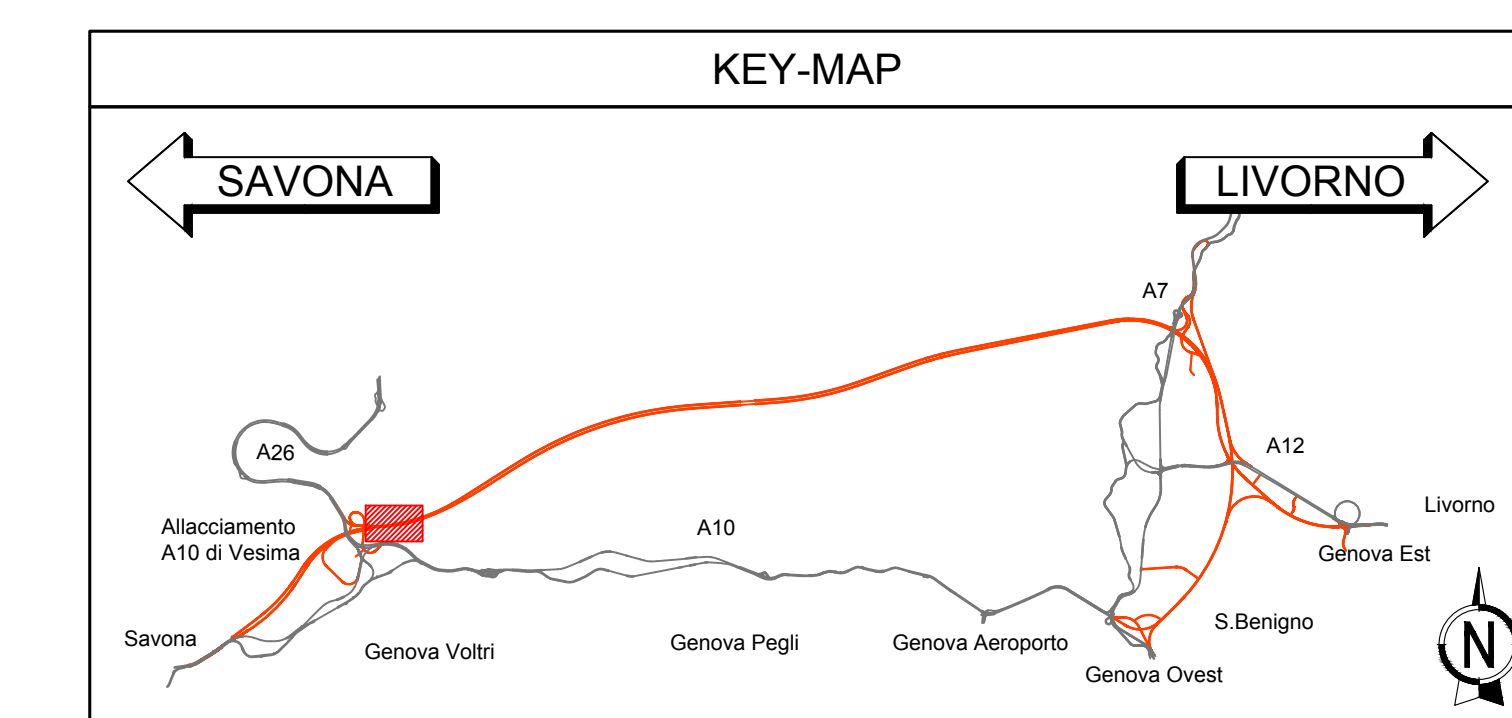 KEY-MAP
SAVONA
LIVORNO
A7
A26
A12
Livorno
Allacciamento
A10 di Vesima
A10
Genova Est
S.Benigno
Savona
Genova Voltri
Genova Pegli
Genova Aeroporto
Genova Ovest
N